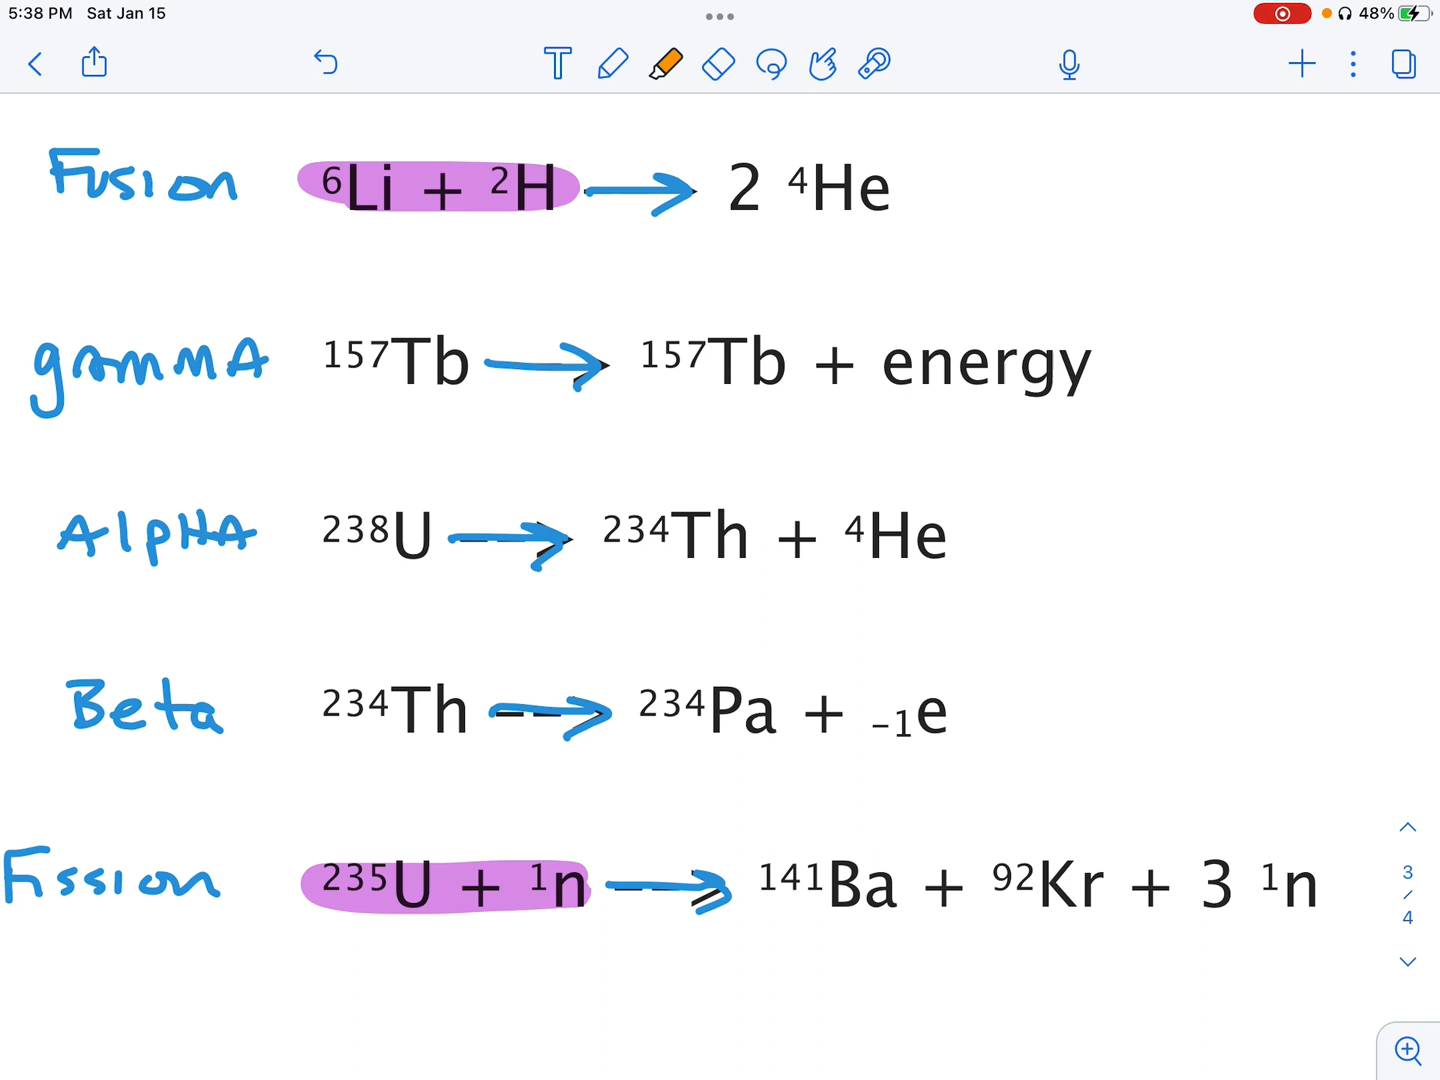 5:38 PM Sat Jan 15 48%
T
Fusion ⁶Li + ²H → 2 ⁴He
gAmmA ¹⁵⁷Tb → ¹⁵⁷Tb + energy
AlpHA ²³⁸U → ²³⁴Th + ⁴He
Beta ²³⁴Th → ²³⁴Pa + ₋₁e
Fission ²³⁵U + ¹n → ¹⁴¹Ba + ⁹²Kr + 3 ¹n
3
/
4